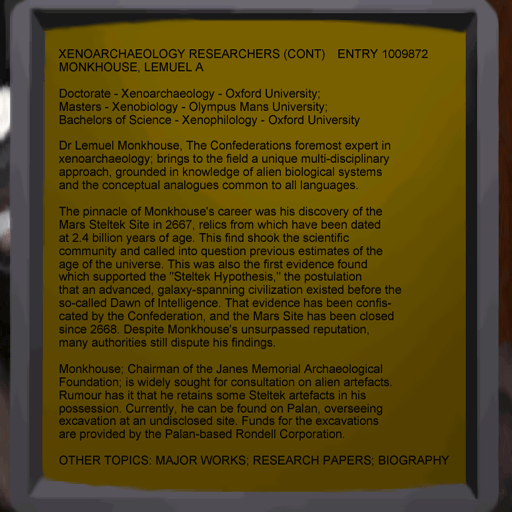 XENOARCHAEOLOGY RESEARCHERS (CONT) ENTRY 1009872
MONKHOUSE, LEMUEL A
Doctorate - Xenoarchaeology - Oxford University;
Masters - Xenobiology - Olympus Mans University;
Bachelors of Science - Xenophilology - Oxford University
Dr Lemuel Monkhouse, The Confederations foremost expert in
xenoarchaeology; brings to the field a unique multi-disciplinary
approach, grounded in knowledge of alien biological systems
and the conceptual analogues common to all languages.
The pinnacle of Monkhouse's career was his discovery of the
Mars Steltek Site in 2667, relics from which have been dated
at 2.4 billion years of age. This find shook the scientific
community and called into question previous estimates of the
age of the universe. This was also the first evidence found
which supported the "Steltek Hypothesis," the postulation
that an advanced, galaxy-spanning civilization existed before the
so-called Dawn of Intelligence. That evidence has been confis-
cated by the Confederation, and the Mars Site has been closed
since 2668. Despite Monkhouse's unsurpassed reputation,
many authorities still dispute his findings.
Monkhouse; Chairman of the Janes Memorial Archaeological
Foundation; is widely sought for consultation on alien artefacts.
Rumour has it that he retains some Steltek artefacts in his
possession. Currently, he can be found on Palan, overseeing
excavation at an undisclosed site. Funds for the excavations
are provided by the Palan-based Rondell Corporation.
OTHER TOPICS: MAJOR WORKS; RESEARCH PAPERS; BIOGRAPHY